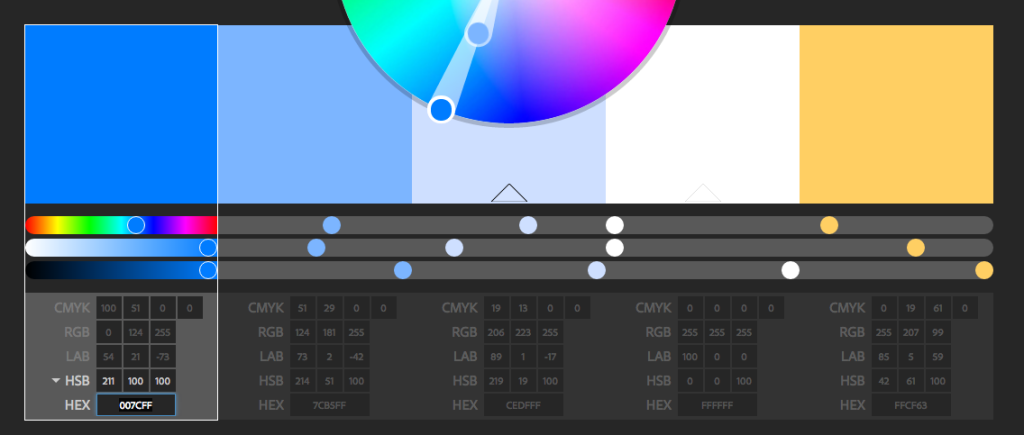 CMYK 100 51 0 0 CMYK 51 29 0 0 CMYK 19 13 0 0 CMYK 0 0 0 0 CMYK 0 19 61 0
RGB 0 124 255 RGB 124 181 255 RGB 206 223 255 RGB 255 255 255 RGB 255 207 99
LAB 54 21 -73 LAB 73 2 -42 LAB 89 1 -17 LAB 100 0 0 LAB 85 5 59
HSB 211 100 100 HSB 214 51 100 HSB 219 19 100 HSB 0 0 100 HSB 42 61 100
HEX 007CFF HEX 7CB5FF HEX CEDFFF HEX FFFFFF HEX FFCF63